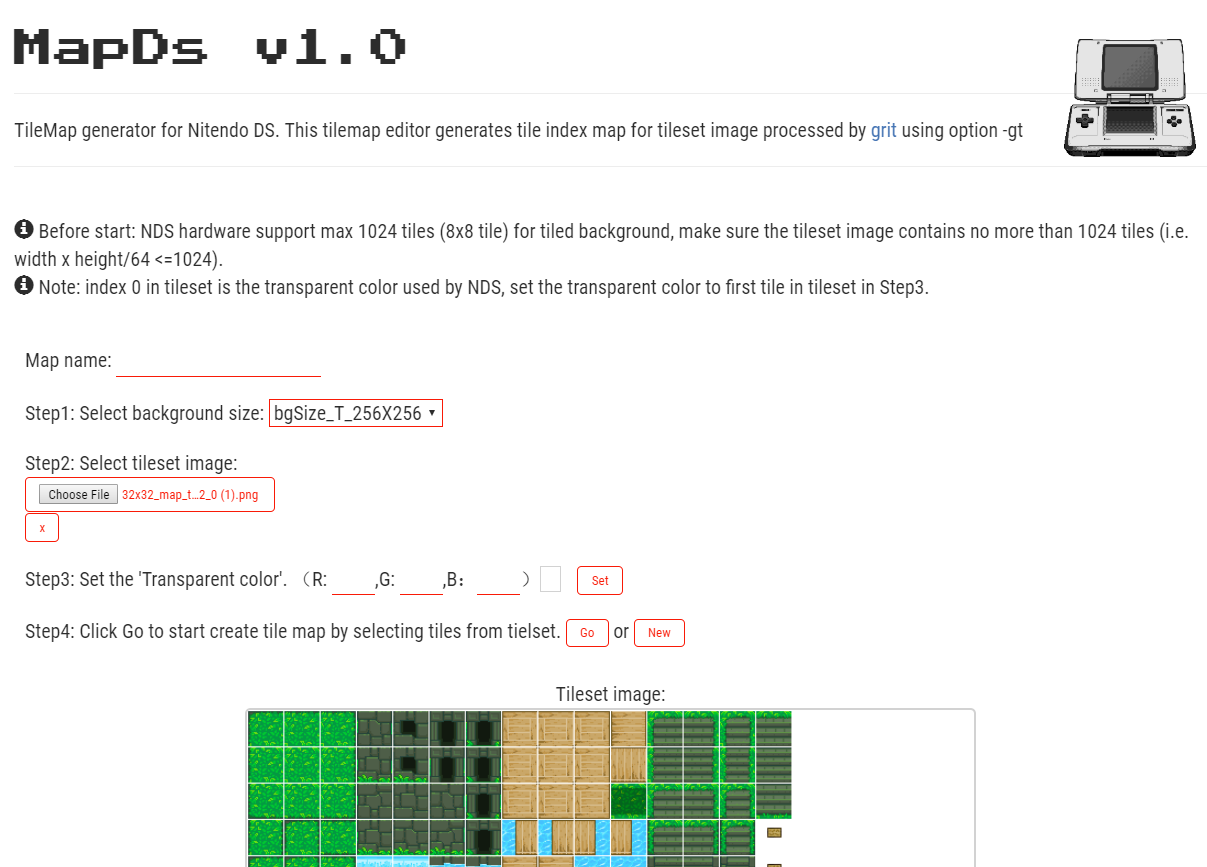 MapDs v1.0
TileMap generator for Nitendo DS. This tilemap editor generates tile index map for tileset image processed by grit using option -gt
Before start: NDS hardware support max 1024 tiles (8x8 tile) for tiled background, make sure the tileset image contains no more than 1024 tiles (i.e.
width x height/64 <=1024).
Note: index 0 in tileset is the transparent color used by NDS, set the transparent color to first tile in tileset in Step3.
Map name:
Step1: Select background size: bgSize_T_256X256
Step2: Select tileset image:
Choose File 32x32_map_t...2_0 (1).png
x
Step3: Set the 'Transparent color'. （R: ,G: ,B： ） Set
Step4: Click Go to start create tile map by selecting tiles from tielset. Go or New
Tileset image: